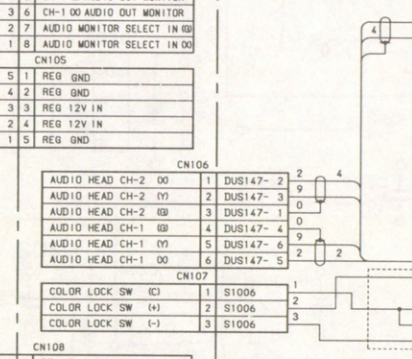 3 6 CH-1 (X) AUDIO OUT MONITOR
2 7 AUDIO MONITOR SELECT IN (G)
1 8 AUDIO MONITOR SELECT IN (X)
CN105
5 1 REG GND
4 2 REG GND
3 3 REG 12V IN
2 4 REG 12V IN
1 5 REG GND
CN106
AUDIO HEAD CH-2 (X) 1 DUS147- 2 2 4
AUDIO HEAD CH-2 (Y) 2 DUS147- 3 9
AUDIO HEAD CH-2 (G) 3 DUS147- 1 0
AUDIO HEAD CH-1 (G) 4 DUS147- 4 0
AUDIO HEAD CH-1 (Y) 5 DUS147- 6 9
AUDIO HEAD CH-1 (X) 6 DUS147- 5 2 2
CN107
COLOR LOCK SW (C) 1 S1006 1
COLOR LOCK SW (+) 2 S1006 2
COLOR LOCK SW (-) 3 S1006 3
CN108
4